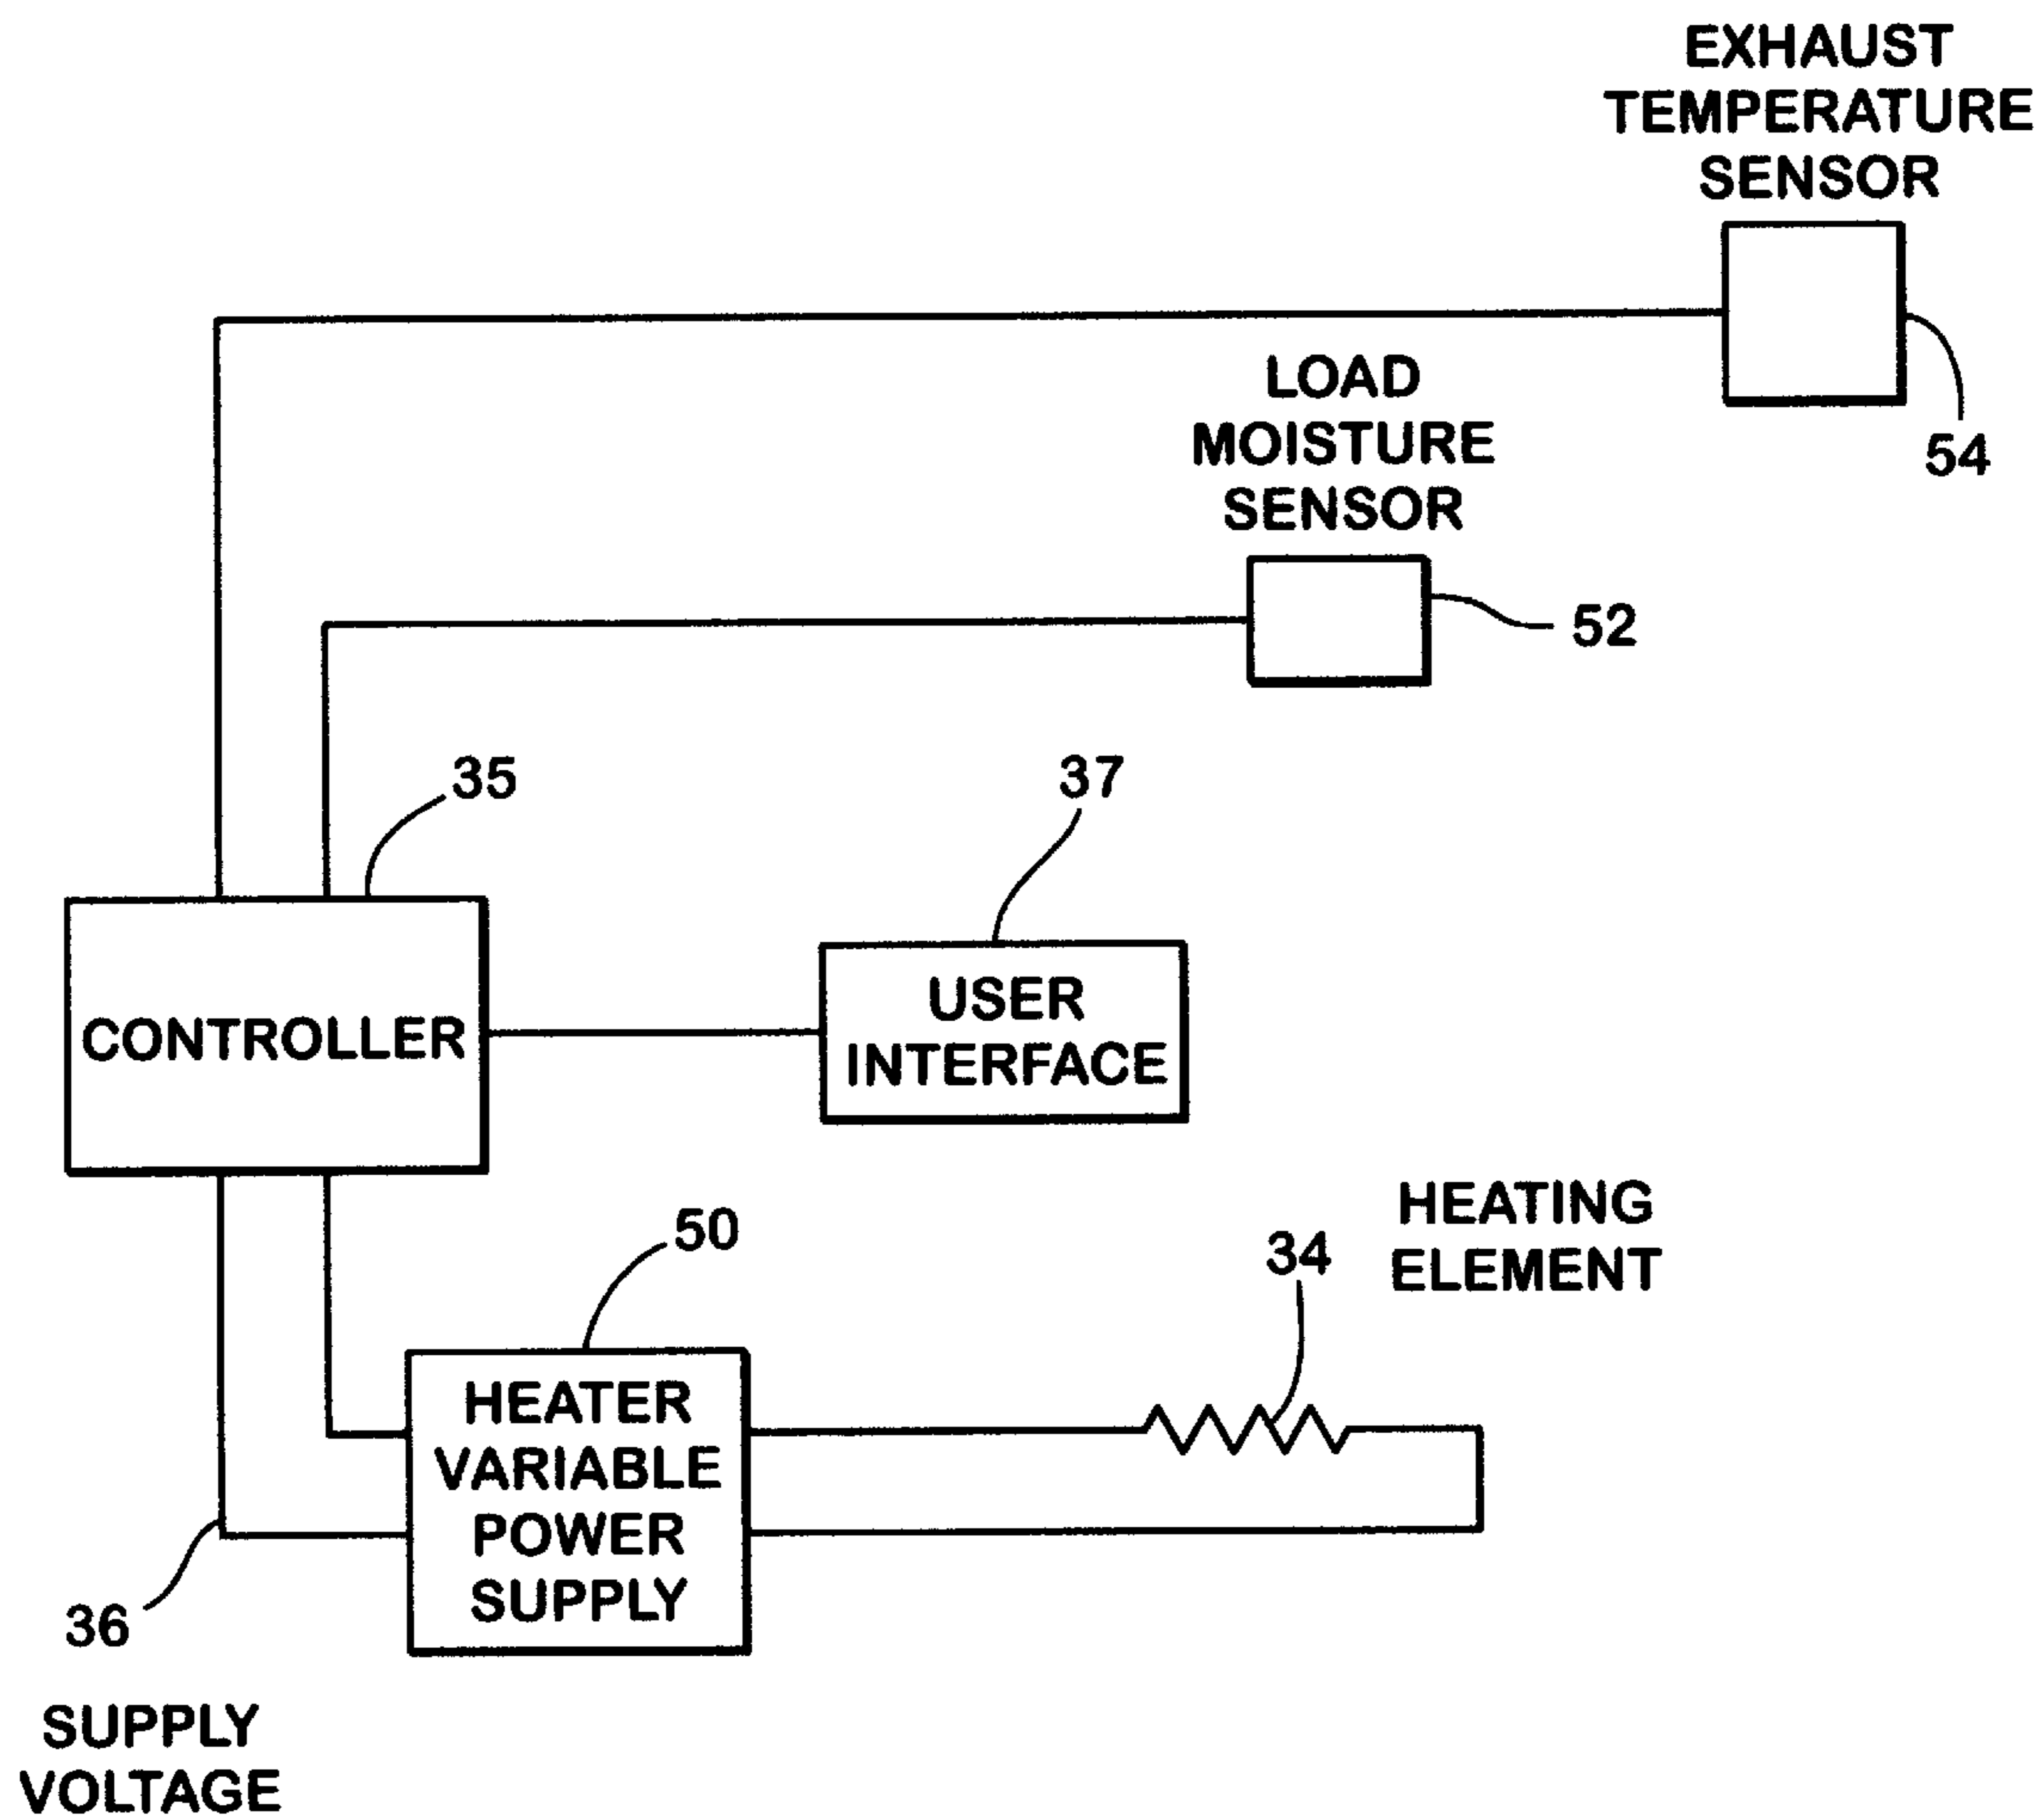 EXHAUST
TEMPERATURE
SENSOR
54
LOAD
MOISTURE
SENSOR
52
35
37
CONTROLLER
USER
INTERFACE
50
34
HEATING
ELEMENT
HEATER
VARIABLE
POWER
SUPPLY
36
SUPPLY
VOLTAGE